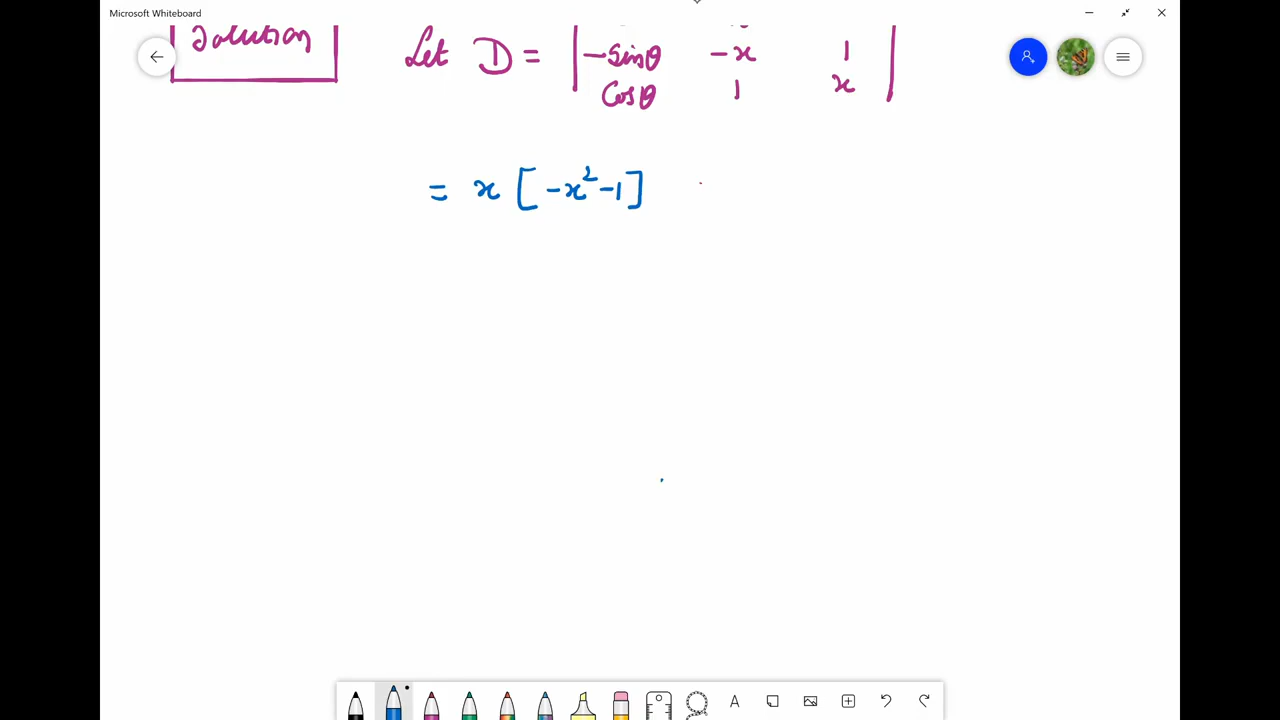 Microsoft Whiteboard
Solution
Let D = | -Sinθ -x 1 |
Cosθ 1 x
= x [ -x² -1 ]
A